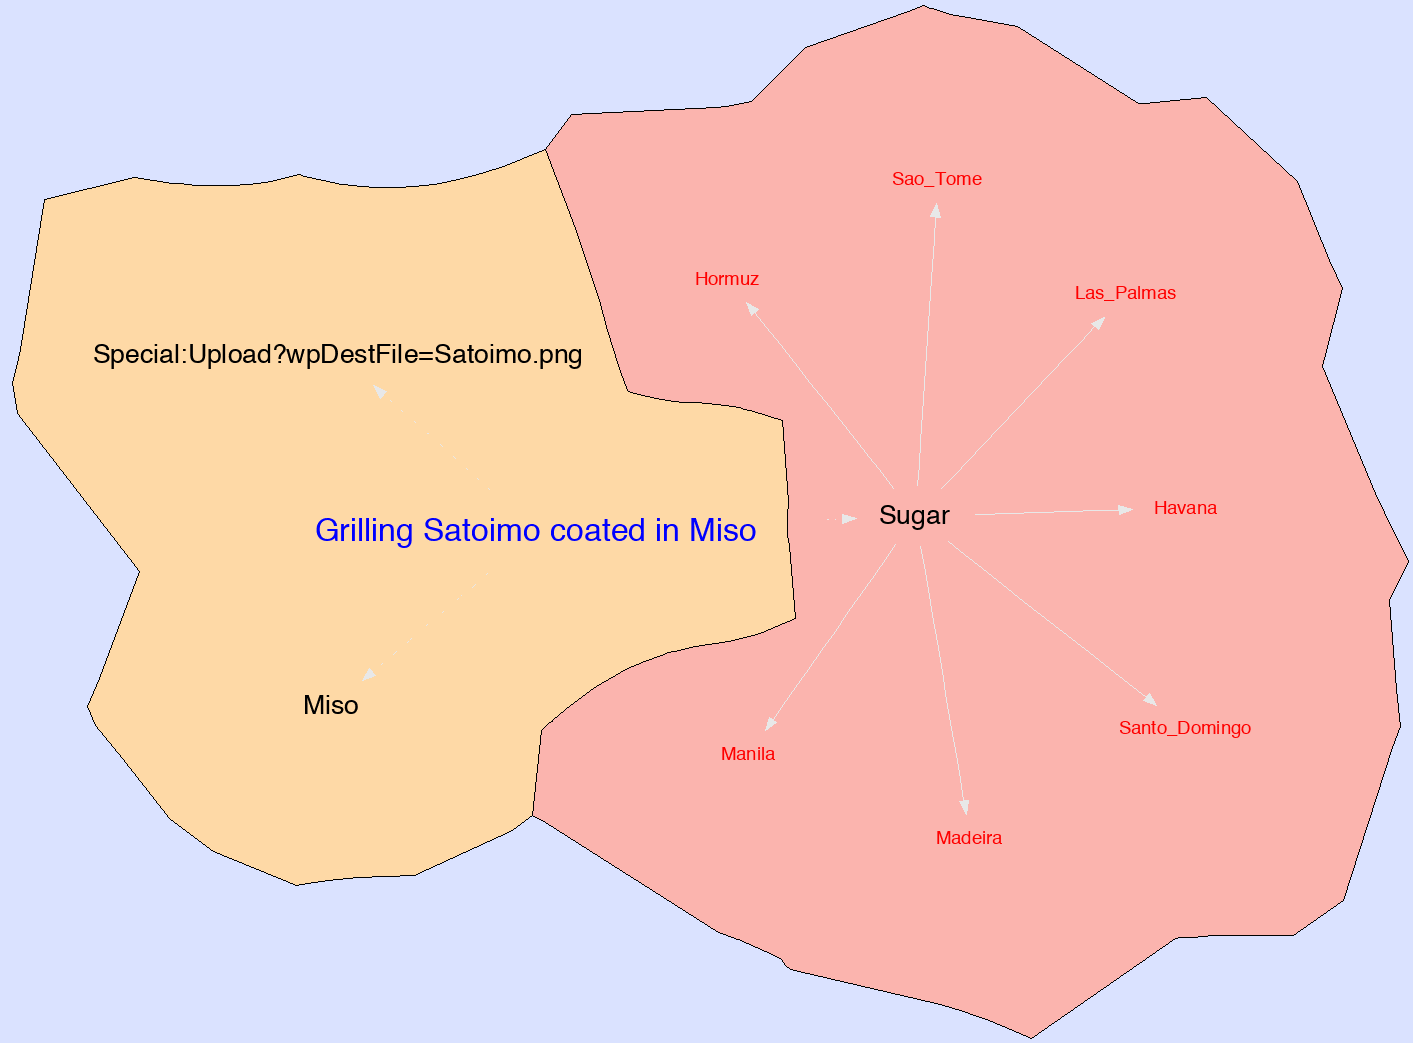 Sao_Tome
Hormuz
Las_Palmas
Special:Upload?wpDestFile=Satoimo.png
Havana
Sugar
Grilling Satoimo coated in Miso
Miso
Santo_Domingo
Manila
Madeira